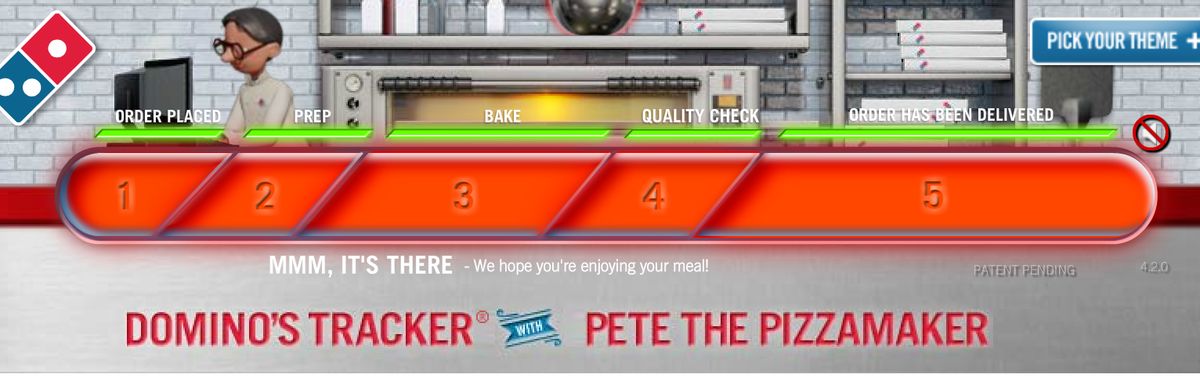 PICK YOUR THEME +
ORDER PLACED
PREP
BAKE
QUALITY CHECK
ORDER HAS BEEN DELIVERED
1
2
3
4
5
MMM, IT'S THERE - We hope you're enjoying your meal!
PATENT PENDING
4.2.0
DOMINO'S TRACKER® WITH PETE THE PIZZAMAKER